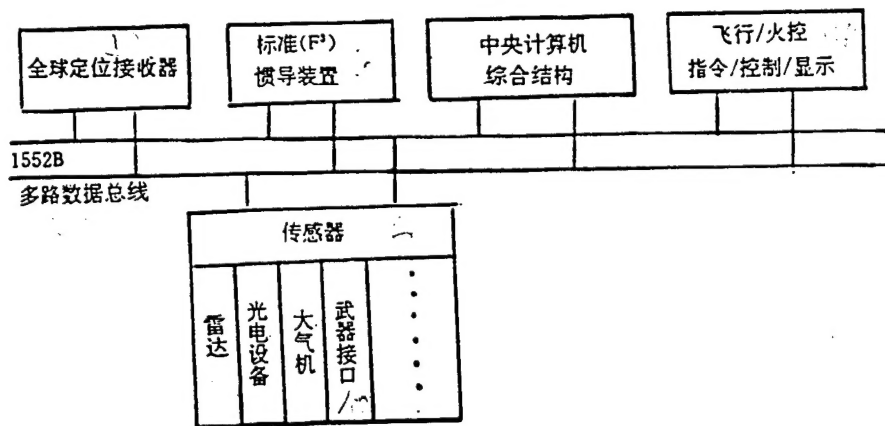 全球定位接收器
标准(F³)
惯导装置
中央计算机
综合结构
飞行/火控
指令/控制/显示
1552B
多路数据总线
传感器
雷达
光电设备
大气机
武器接口